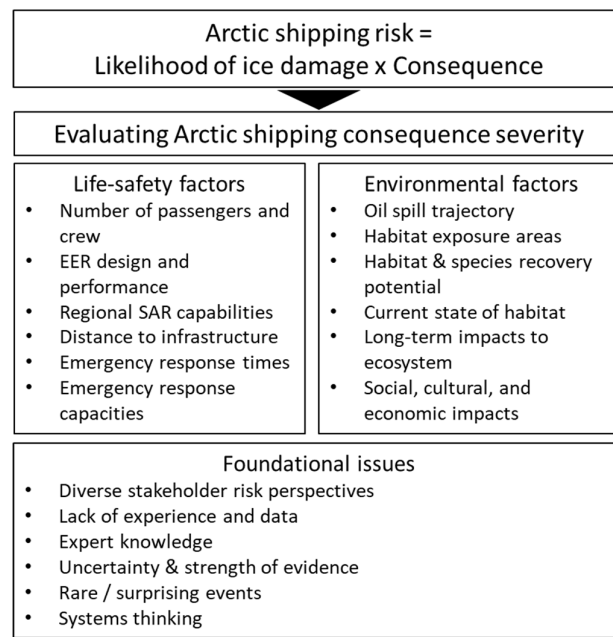 Arctic shipping risk =
Likelihood of ice damage x Consequence
Evaluating Arctic shipping consequence severity
Life-safety factors
• Number of passengers and
crew
• EER design and
performance
• Regional SAR capabilities
• Distance to infrastructure
• Emergency response times
• Emergency response
capacities
Environmental factors
• Oil spill trajectory
• Habitat exposure areas
• Habitat & species recovery
potential
• Current state of habitat
• Long-term impacts to
ecosystem
• Social, cultural, and
economic impacts
Foundational issues
• Diverse stakeholder risk perspectives
• Lack of experience and data
• Expert knowledge
• Uncertainty & strength of evidence
• Rare / surprising events
• Systems thinking